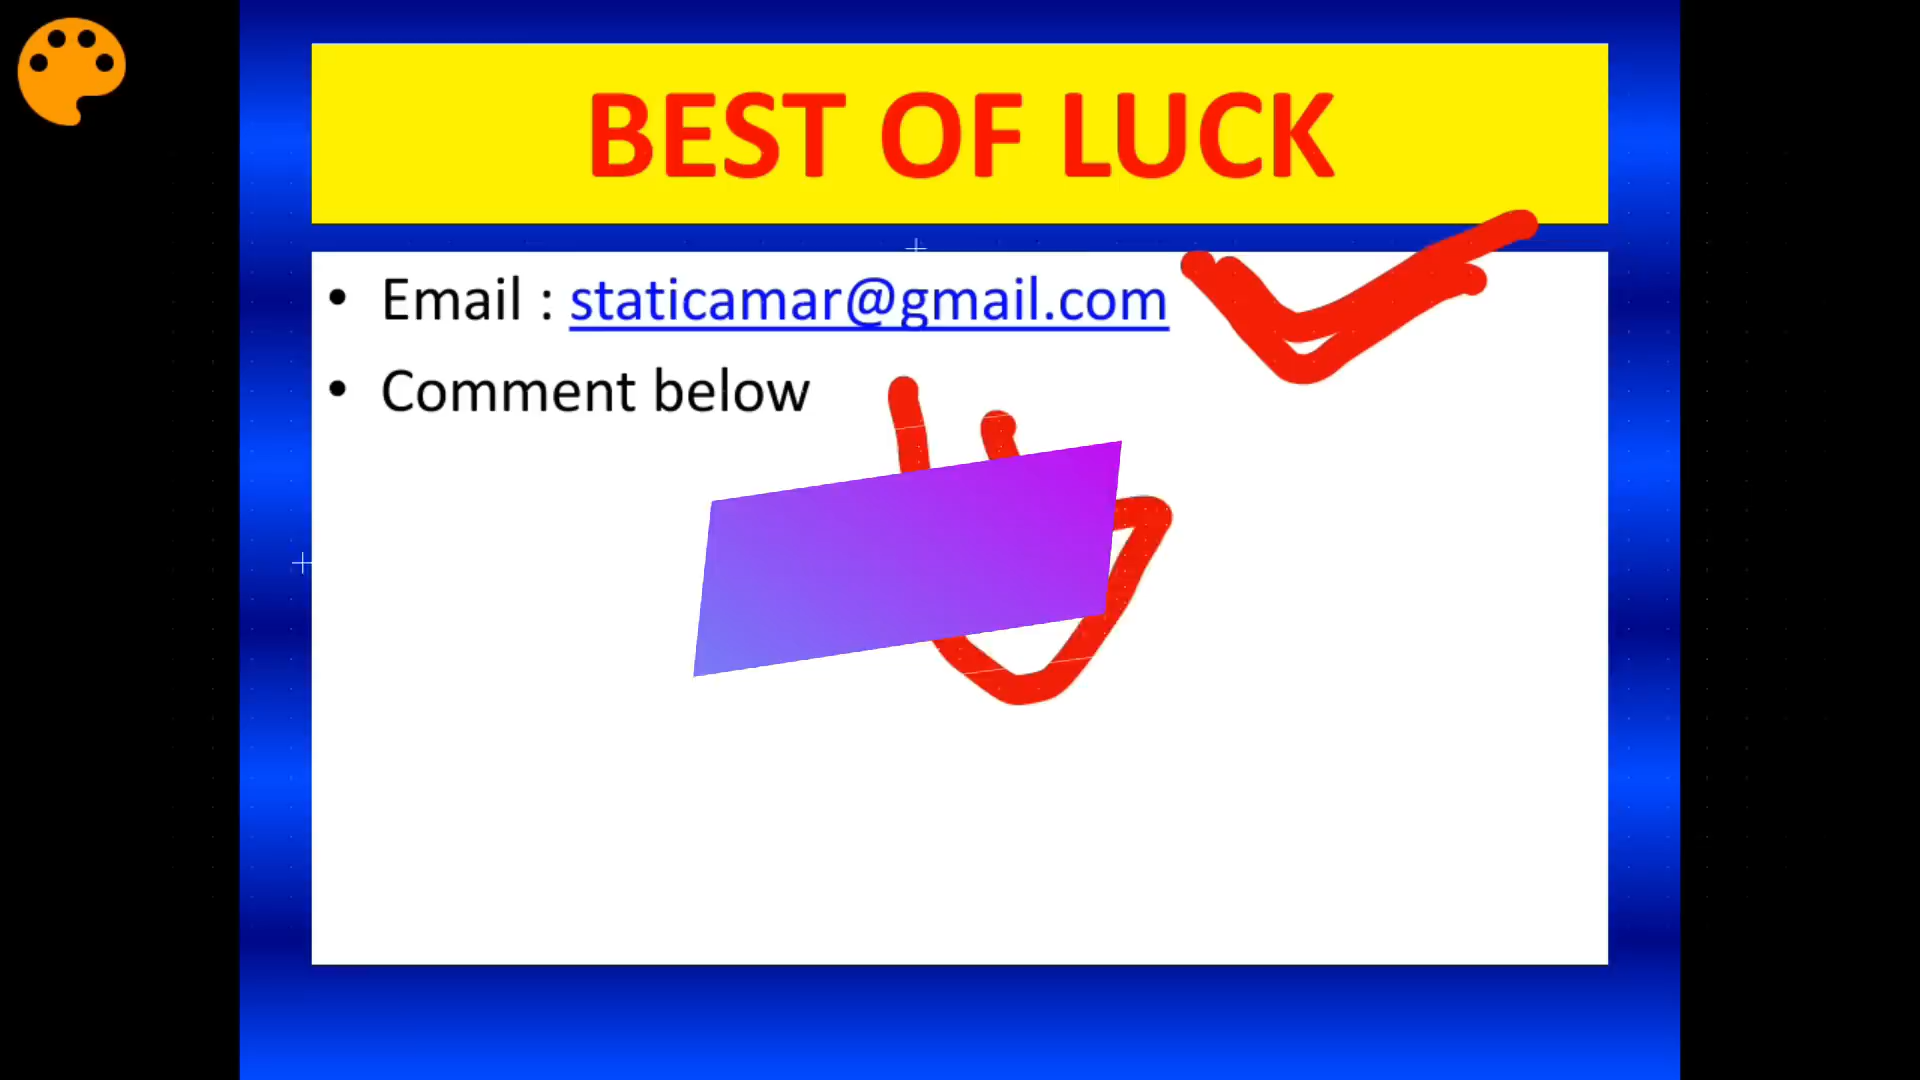 BEST OF LUCK
• Email : staticamar@gmail.com
• Comment below